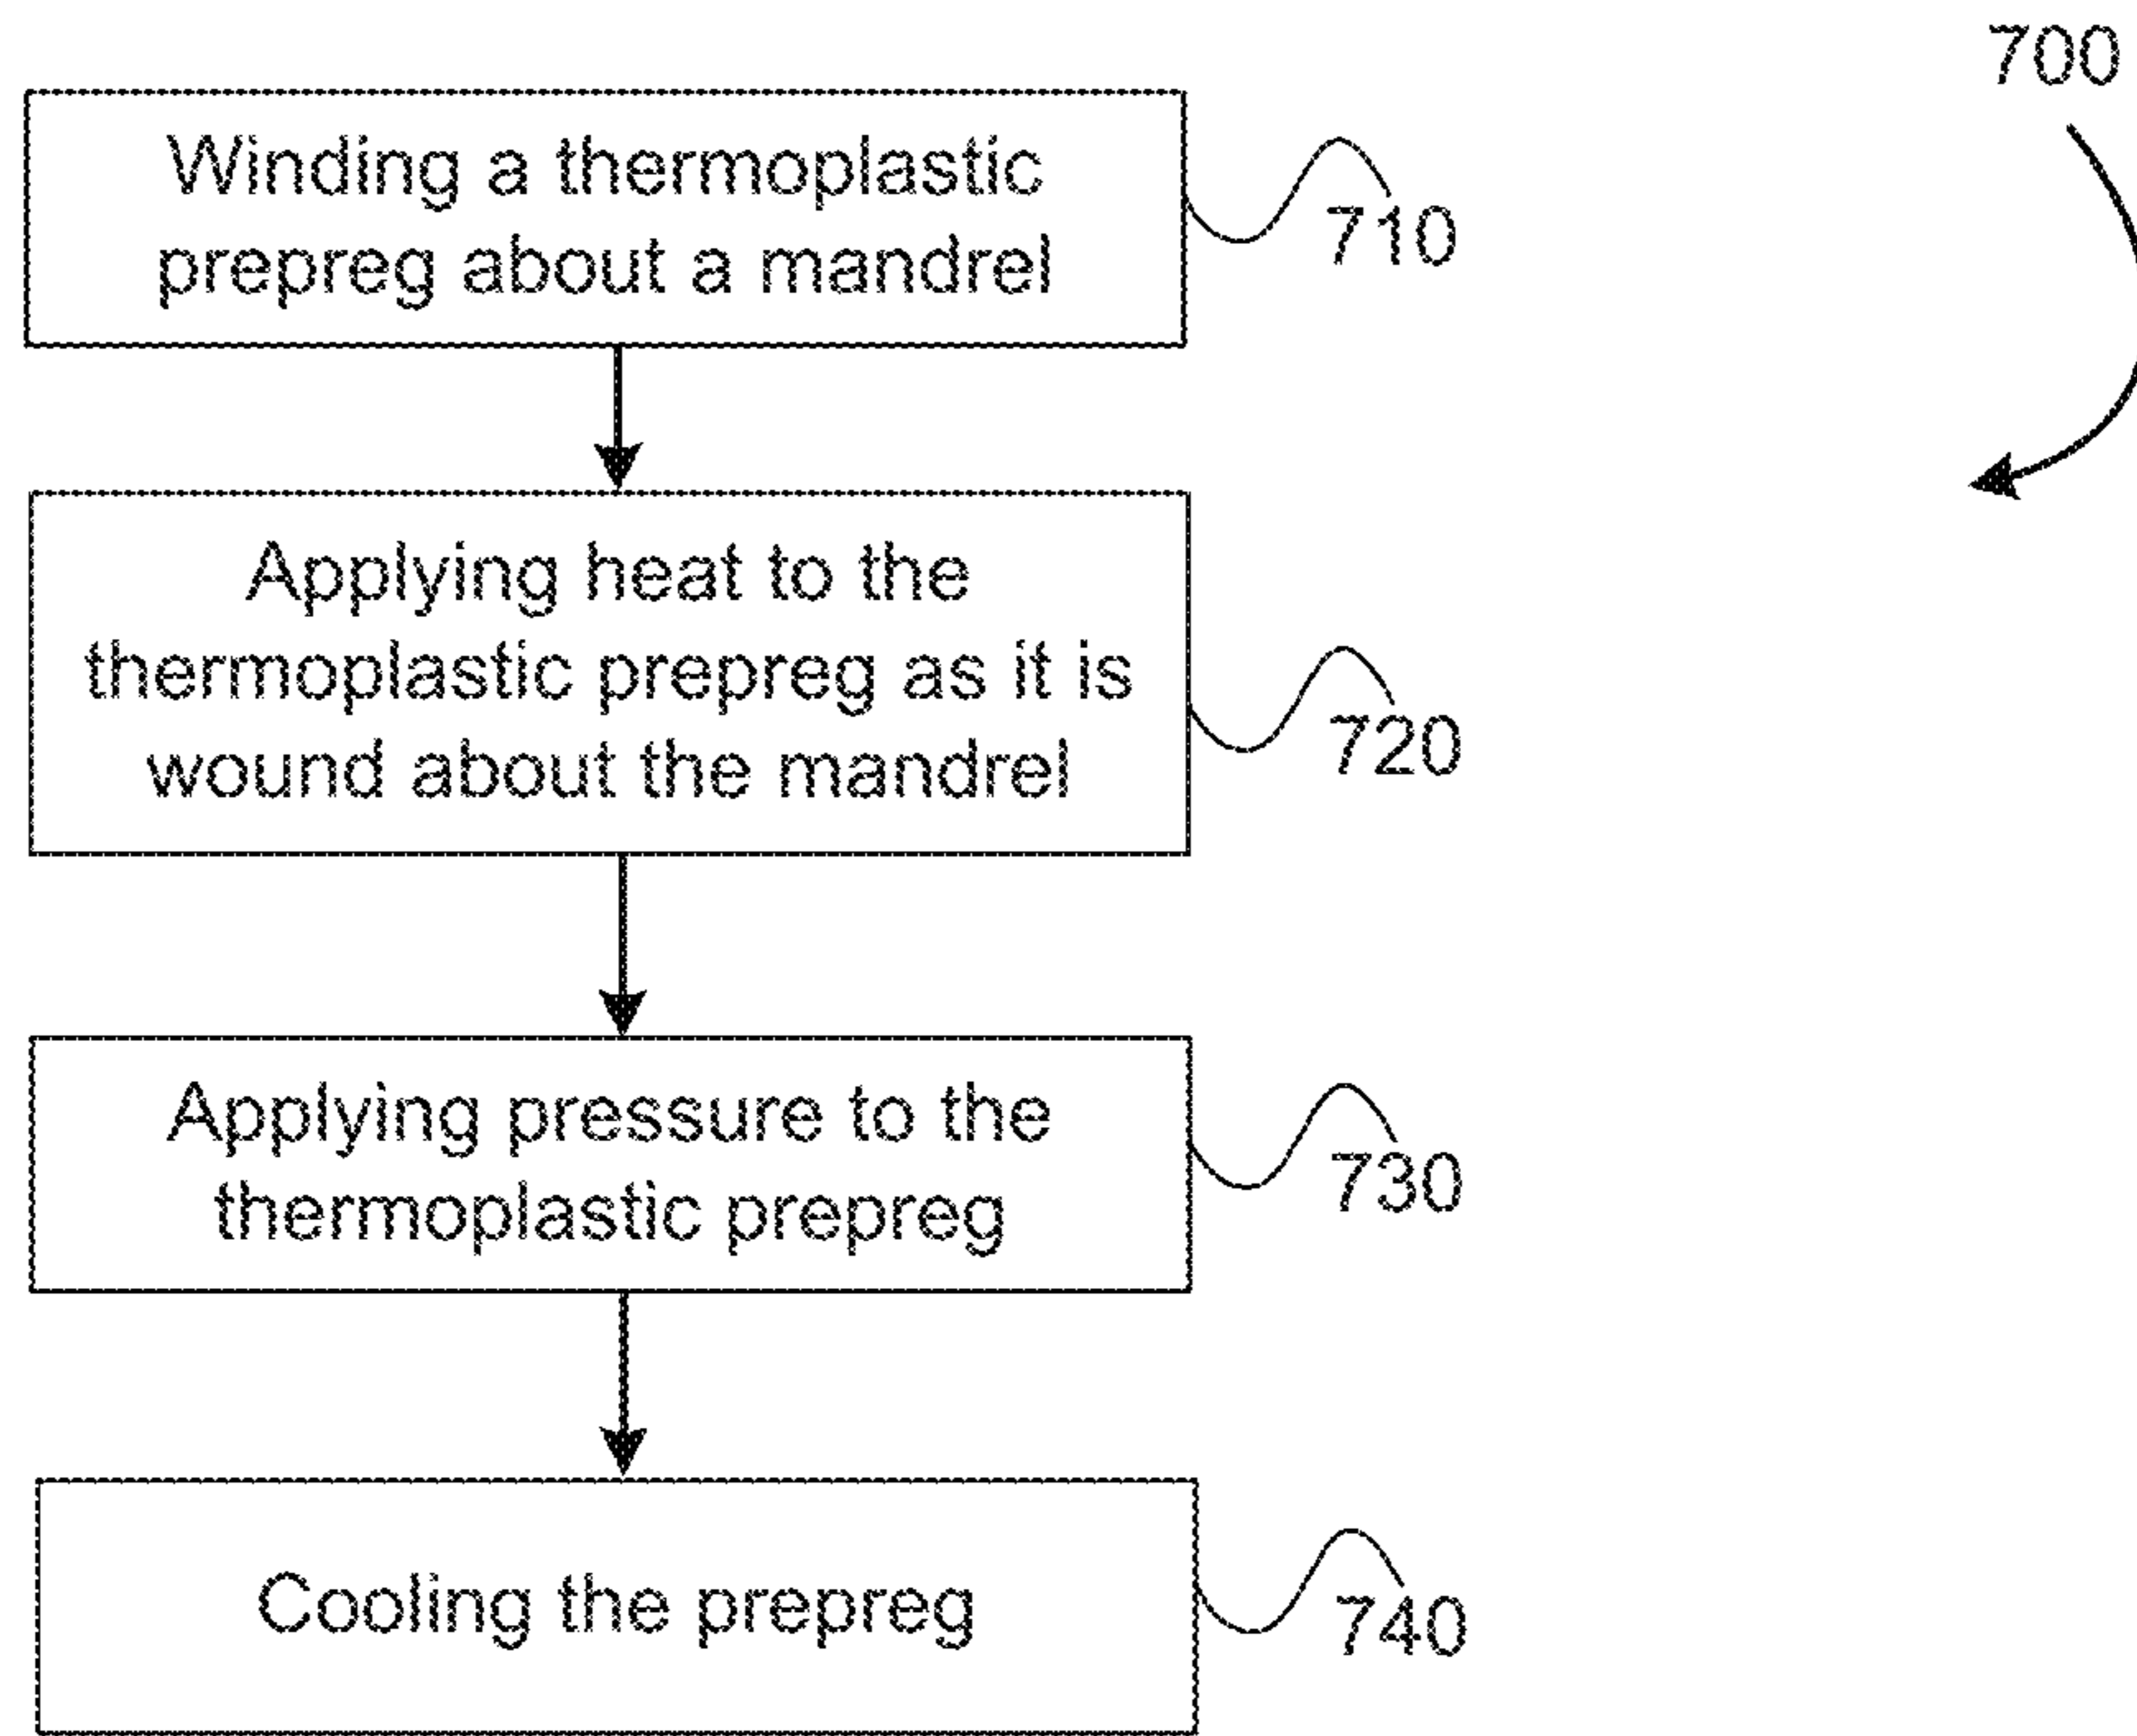 700
Winding a thermoplastic
prepreg about a mandrel
710
Applying heat to the
thermoplastic prepreg as it is
wound about the mandrel
720
Applying pressure to the
thermoplastic prepreg
730
Cooling the prepreg
740